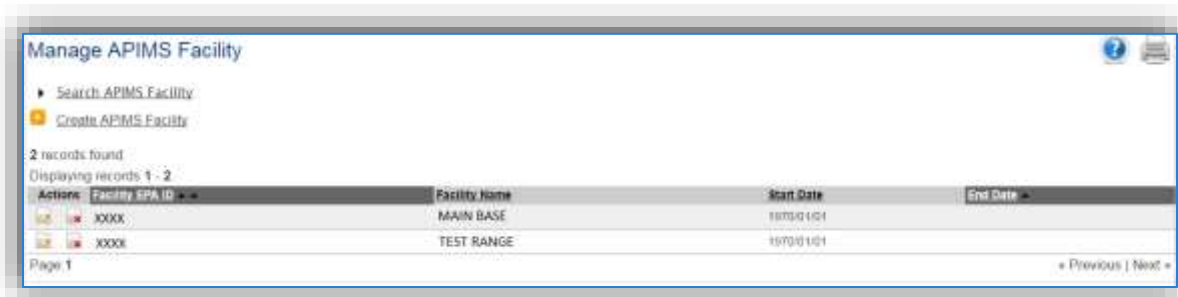 Manage APIMS Facility
Search APIMS Facility
Create APIMS Facility
2 records found
Displaying records 1 - 2
Actions Facility EPA ID Facility Name Start Date End Date
XXXX MAIN BASE 1970/01/01
XXXX TEST RANGE 1970/01/01
Page 1 « Previous | Next »